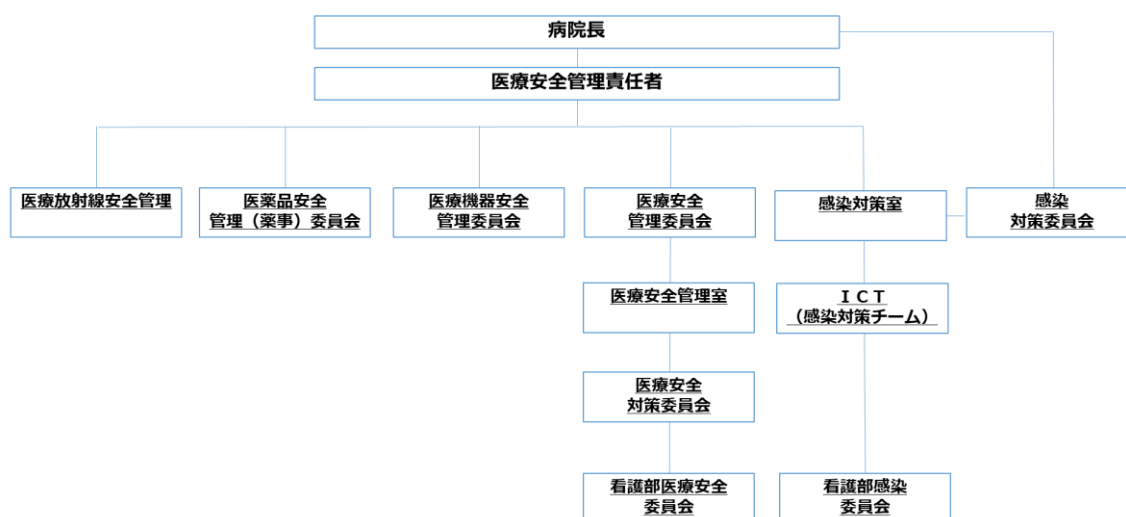 病院長
医療安全管理責任者
医療放射線安全管理
医薬品安全
管理（薬事）委員会
医療機器安全
管理委員会
医療安全
管理委員会
感染対策室
感染
対策委員会
医療安全管理室
ＩＣＴ
（感染対策チーム）
医療安全
対策委員会
看護部医療安全
委員会
看護部感染
委員会